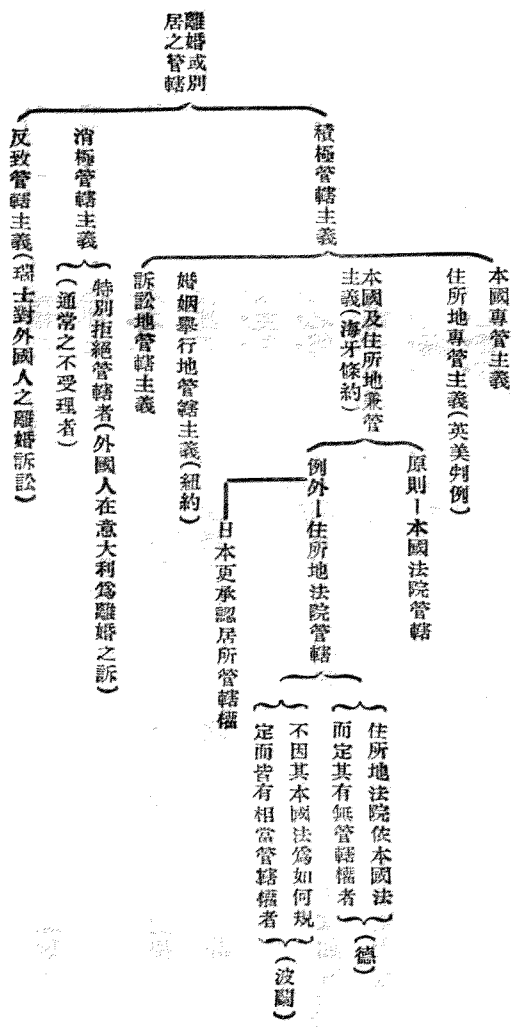 離婚或別
居之管轄
積極管轄主義
本國專管主義
住所地專管主義(英美判例)
本國及住所地兼管
主義(海牙條約)
原則ー本國法院管轄
例外ー住所地法院管轄
住所地法院依本國法
而定其有無管轄權者
(德)
不因其本國法爲如何規
定而皆有相當管轄權者
(波蘭)
日本更承認居所管轄權
婚姻舉行地管轄主義(紐約)
訴訟地管轄主義
消極管轄主義
特別拒絕管轄者(外國人在意大利爲離婚之訴)
(通常之不受理者)
反致管轄主義(瑞士對外國人之離婚訴訟)